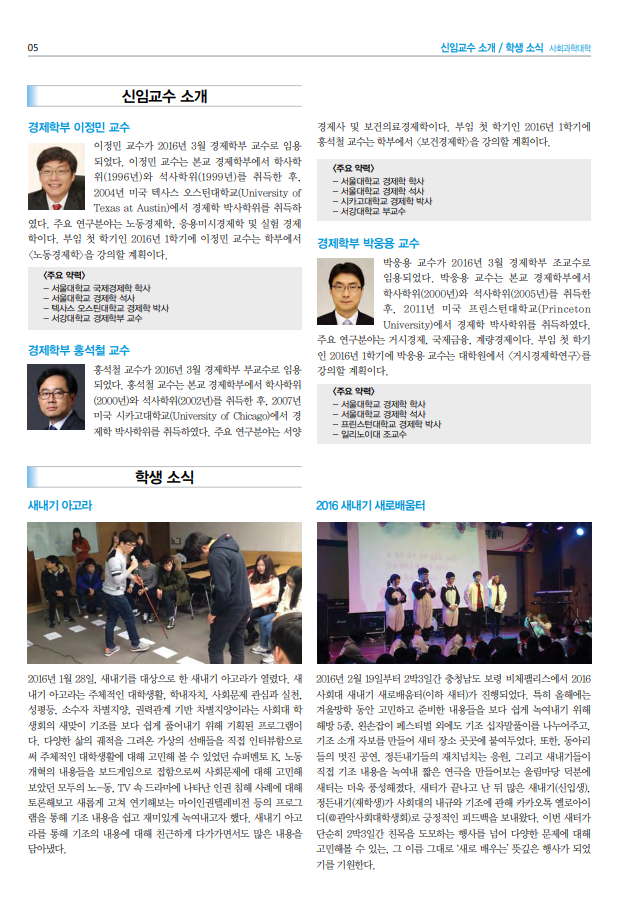 05
신임교수 소개 / 학생 소식 사회과학대학
신임교수 소개
경제학부 이정민 교수
이정민 교수가 2016년 3월 경제학부 교수로 임용
되었다. 이정민 교수는 본교 경제학부에서 학사학
위(1996년)와 석사학위(1999년)를 취득한 후,
2004년 미국 텍사스 오스틴대학교(University of
Texas at Austin)에서 경제학 박사학위를 취득하
였다. 주요 연구분야는 노동경제학, 응용미시경제학 및 실험 경제
학이다. 부임 첫 학기인 2016년 1학기에 이정민 교수는 학부에서
<노동경제학>을 강의할 계획이다.
<주요 약력>
– 서울대학교 국제경제학 학사
– 서울대학교 경제학 석사
– 텍사스 오스틴대학교 경제학 박사
– 서강대학교 경제학부 교수
경제학부 홍석철 교수
홍석철 교수가 2016년 3월 경제학부 부교수로 임용
되었다. 홍석철 교수는 본교 경제학부에서 학사학위
(2000년)와 석사학위(2002년)를 취득한 후, 2007년
미국 시카고대학교(University of Chicago)에서 경
제학 박사학위를 취득하였다. 주요 연구분야는 서양
경제사 및 보건의료경제학이다. 부임 첫 학기인 2016년 1학기에
홍석철 교수는 학부에서 <보건경제학>을 강의할 계획이다.
<주요 약력>
– 서울대학교 경제학 학사
– 서울대학교 경제학 석사
– 시카고대학교 경제학 박사
– 서강대학교 부교수
경제학부 박웅용 교수
박웅용 교수가 2016년 3월 경제학부 조교수로
임용되었다. 박웅용 교수는 본교 경제학부에서
학사학위(2000년)와 석사학위(2005년)를 취득한
후, 2011년 미국 프린스턴대학교(Princeton
University)에서 경제학 박사학위를 취득하였다.
주요 연구분야는 거시경제, 국제금융, 계량경제이다. 부임 첫 학기
인 2016년 1학기에 박웅용 교수는 대학원에서 <거시경제학연구>를
강의할 계획이다.
<주요 약력>
– 서울대학교 경제학 학사
– 서울대학교 경제학 석사
– 프린스턴대학교 경제학 박사
– 일리노이대 조교수
학생 소식
새내기 아고라
2016년 1월 28일, 새내기를 대상으로 한 새내기 아고라가 열렸다. 새
내기 아고라는 주체적인 대학생활, 학내자치, 사회문제 관심과 실천,
성평등, 소수자 차별지양, 권력관계 기반 차별지양이라는 사회대 학
생회의 새맞이 기조를 보다 쉽게 풀어내기 위해 기획된 프로그램이
다. 다양한 삶의 궤적을 그려온 가상의 선배들을 직접 인터뷰함으로
써 주체적인 대학생활에 대해 고민해 볼 수 있었던 슈퍼멘토 K, 노동
개혁의 내용들을 보드게임으로 접함으로써 사회문제에 대해 고민해
보았던 모두의 노~동, TV 속 드라마에 나타난 인권 침해 사례에 대해
토론해보고 새롭게 고쳐 연기해보는 마이인권텔레비전 등의 프로그
램을 통해 기조 내용을 쉽고 재미있게 녹여내고자 했다. 새내기 아고
라를 통해 기조의 내용에 대해 친근하게 다가가면서도 많은 내용을
담아냈다.
2016 새내기 새로배움터
2016년 2월 19일부터 2박3일간 충청남도 보령 비체펠리스에서 2016
사회대 새내기 새로배움터(이하 새터)가 진행되었다. 특히 올해에는
겨울방학 동안 고민하고 준비한 내용들을 보다 쉽게 녹여내기 위해
해방 5종, 왼손잡이 페스티벌 외에도 기조 십자말풀이를 나누어주고,
기조 소개 자보를 만들어 새터 장소 곳곳에 붙여두었다. 또한, 동아리
들의 멋진 공연, 정든내기들의 재치넘치는 응원, 그리고 새내기들이
직접 기조 내용을 녹여내 짧은 연극을 만들어보는 울림마당 덕분에
새터는 더욱 풍성해졌다. 새터가 끝나고 난 뒤 많은 새내기(신입생),
정든내기(재학생)가 사회대의 내규와 기조에 관해 카카오톡 옐로아이
디(@관악사회대학생회)로 긍정적인 피드백을 보내왔다. 이번 새터가
단순히 2박3일간 친목을 도모하는 행사를 넘어 다양한 문제에 대해
고민해볼 수 있는, 그 이름 그대로 '새로 배우는' 뜻깊은 행사가 되었
기를 기원한다.